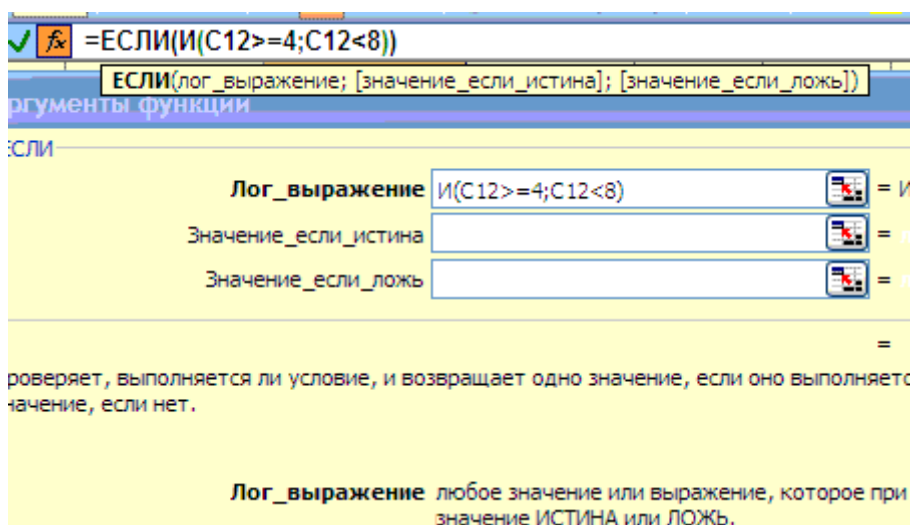 =ЕСЛИ(И(C12>=4;C12<8))
ЕСЛИ(лог_выражение; [значение_если_истина]; [значение_если_ложь])
ргументы функции
ЕСЛИ
Лог_выражение И(C12>=4;C12<8) = И
Значение_если_истина =
Значение_если_ложь =
=
роверяет, выполняется ли условие, и возвращает одно значение, если оно выполняетс
начение, если нет.
Лог_выражение любое значение или выражение, которое при
значение ИСТИНА или ЛОЖЬ.